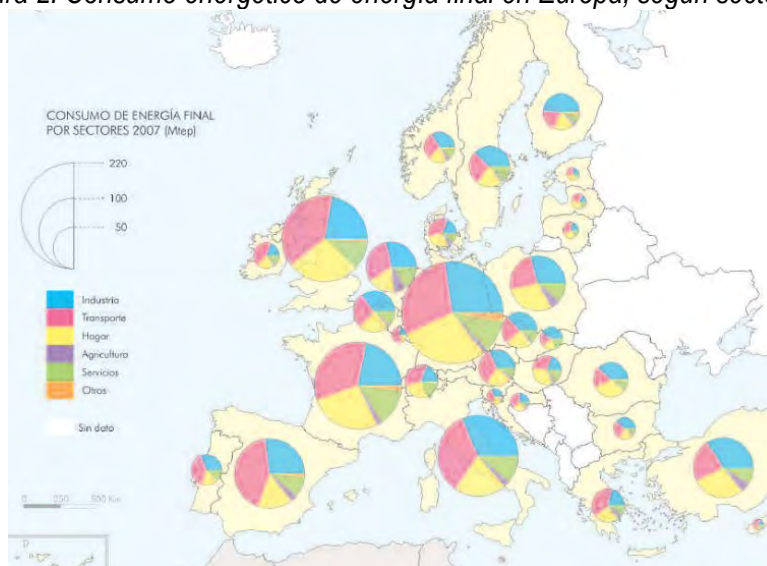 ra 2. Consumo energético de energía final en Europa, según secto
CONSUMO DE ENERGÍA FINAL
POR SECTORES 2007 (Mtep)
220
100
50
Industria
Transporte
Hogar
Agricultura
Servicios
Otros
Sin dato
0 250 500 Km